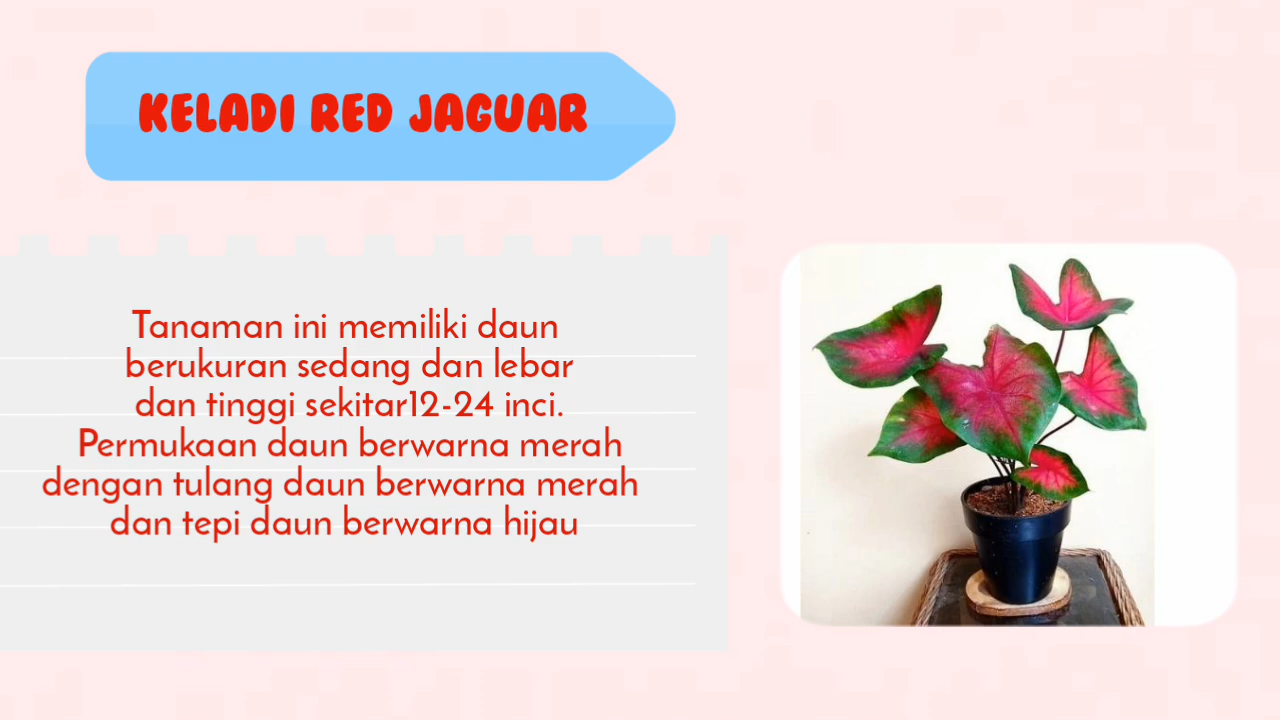 KELADI RED JAGUAR
Tanaman ini memiliki daun
berukuran sedang dan lebar
dan tinggi sekitar12-24 inci.
Permukaan daun berwarna merah
dengan tulang daun berwarna merah
dan tepi daun berwarna hijau